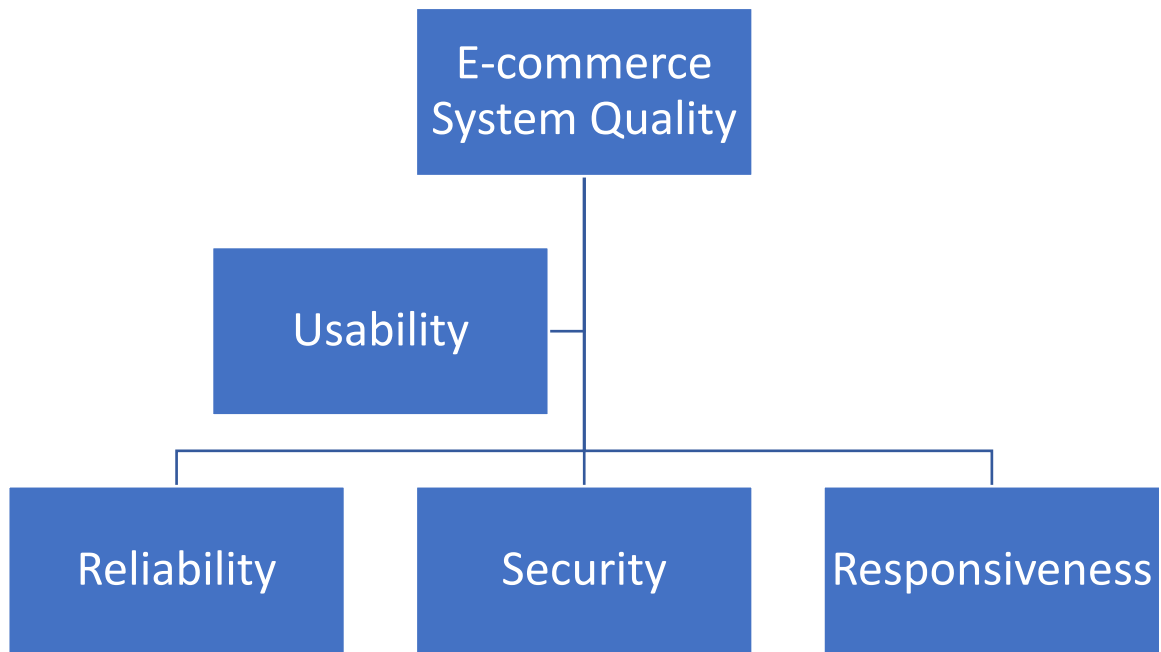 E-commerce
System Quality
Usability
Reliability
Security
Responsiveness